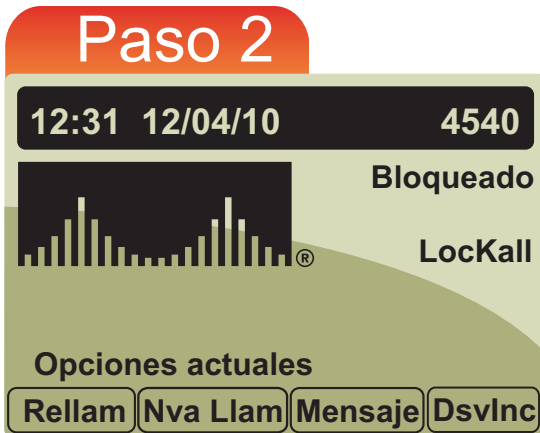 Paso 2
12:31 12/04/10 4540
Bloqueado
®
LocKall
Opciones actuales
Rellam Nva Llam Mensaje DsvInc